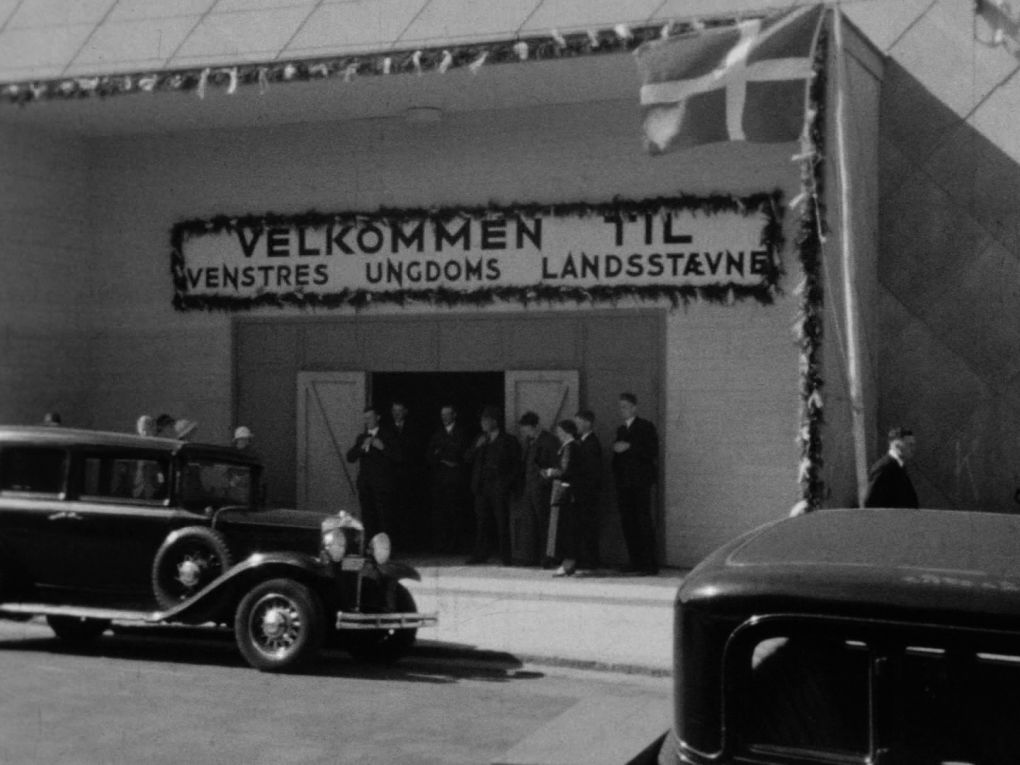 VELKOMMEN TIL
VENSTRES UNGDOMS LANDSSTÆVNE